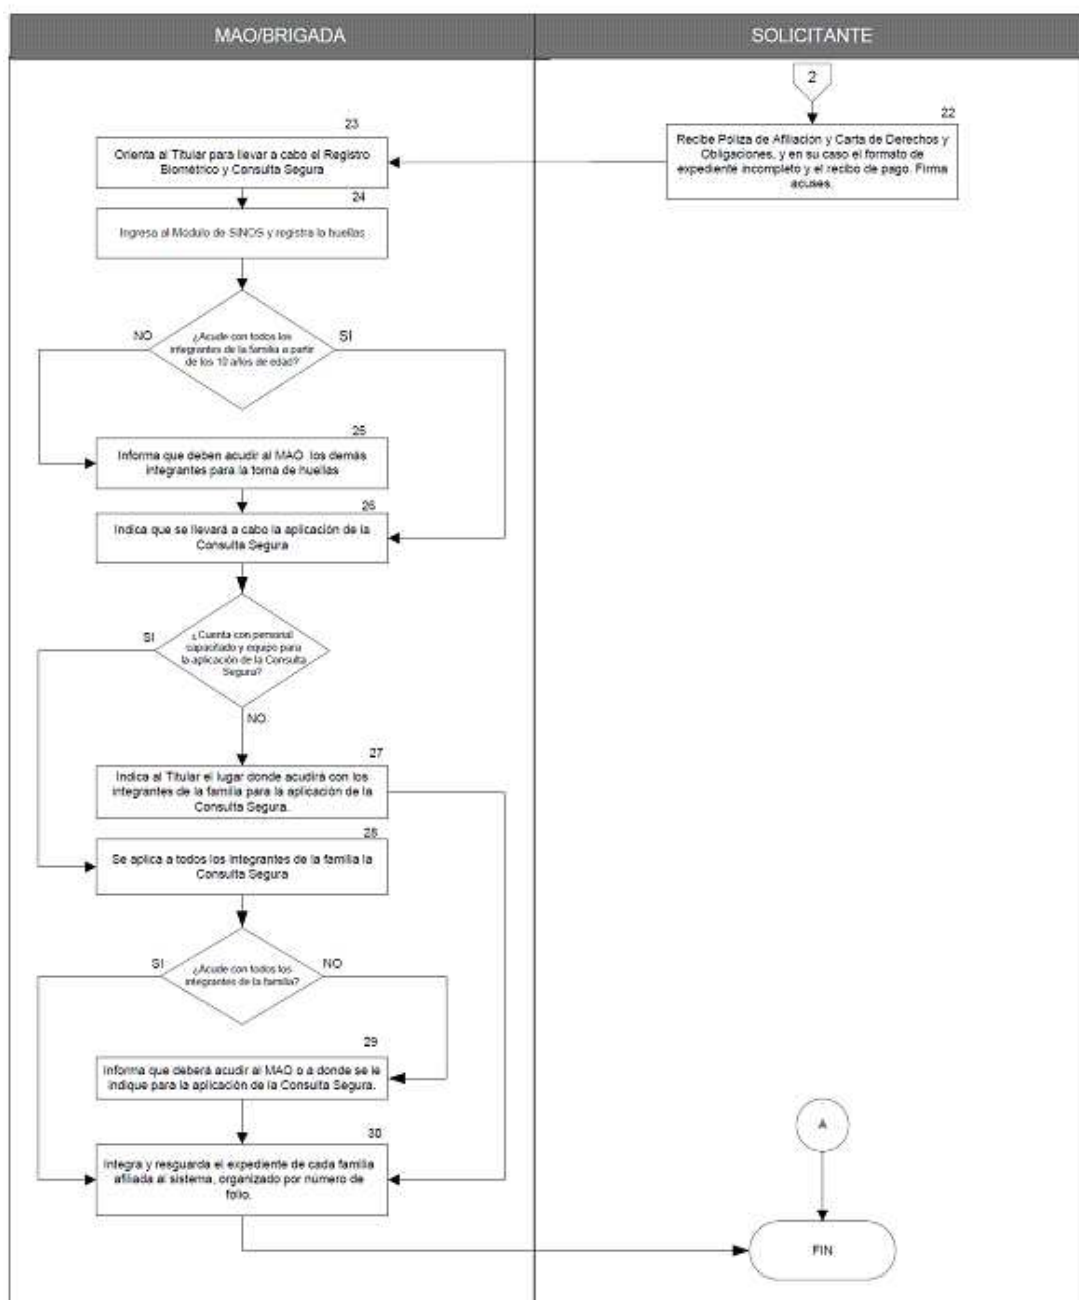 MAO/BRIGADA
SOLICITANTE
2
22
Recibe Póliza de Afiliación y Carta de Derechos y
Obligaciones, y en su caso el formato de
expediente incompleto y el recibo de pago. Firma
acuses.
23
Orienta al Titular para llevar a cabo el Registro
Biométrico y Consulta Segura
24
Ingresa al Módulo de SINOS y registra la huellas
¿Acude con todos los
integrantes de la familia a partir
de los 10 años de edad?
NO
SI
25
Informa que deben acudir al MAO los demás
integrantes para la toma de huellas
26
Indica que se llevará a cabo la aplicación de la
Consulta Segura
¿Cuenta con personal
capacitado y equipo para
la aplicación de la Consulta
Segura?
SI
NO
27
Indica al Titular el lugar donde acudirá con los
integrantes de la familia para la aplicación de la
Consulta Segura.
28
Se aplica a todos los integrantes de la familia la
Consulta Segura
¿Acude con todos los
integrantes de la familia?
SI
NO
29
Informa que deberá acudir al MAO o a donde se le
indique para la aplicación de la Consulta Segura.
30
Integra y resguarda el expediente de cada familia
afiliada al sistema, organizado por número de
folio.
A
FIN